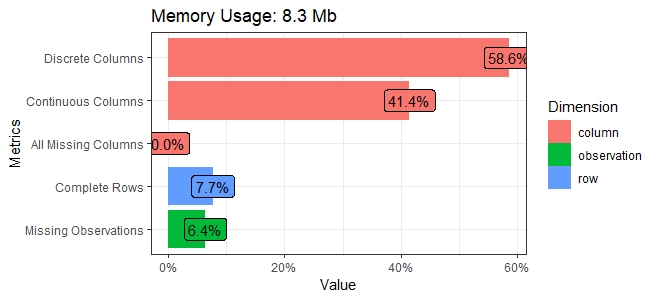 Memory Usage: 8.3 Mb
Discrete Columns
58.6%
Continuous Columns
41.4%
All Missing Columns
0.0%
Complete Rows
7.7%
Missing Observations
6.4%
Metrics
0%
20%
40%
60%
Value
Dimension
column
observation
row